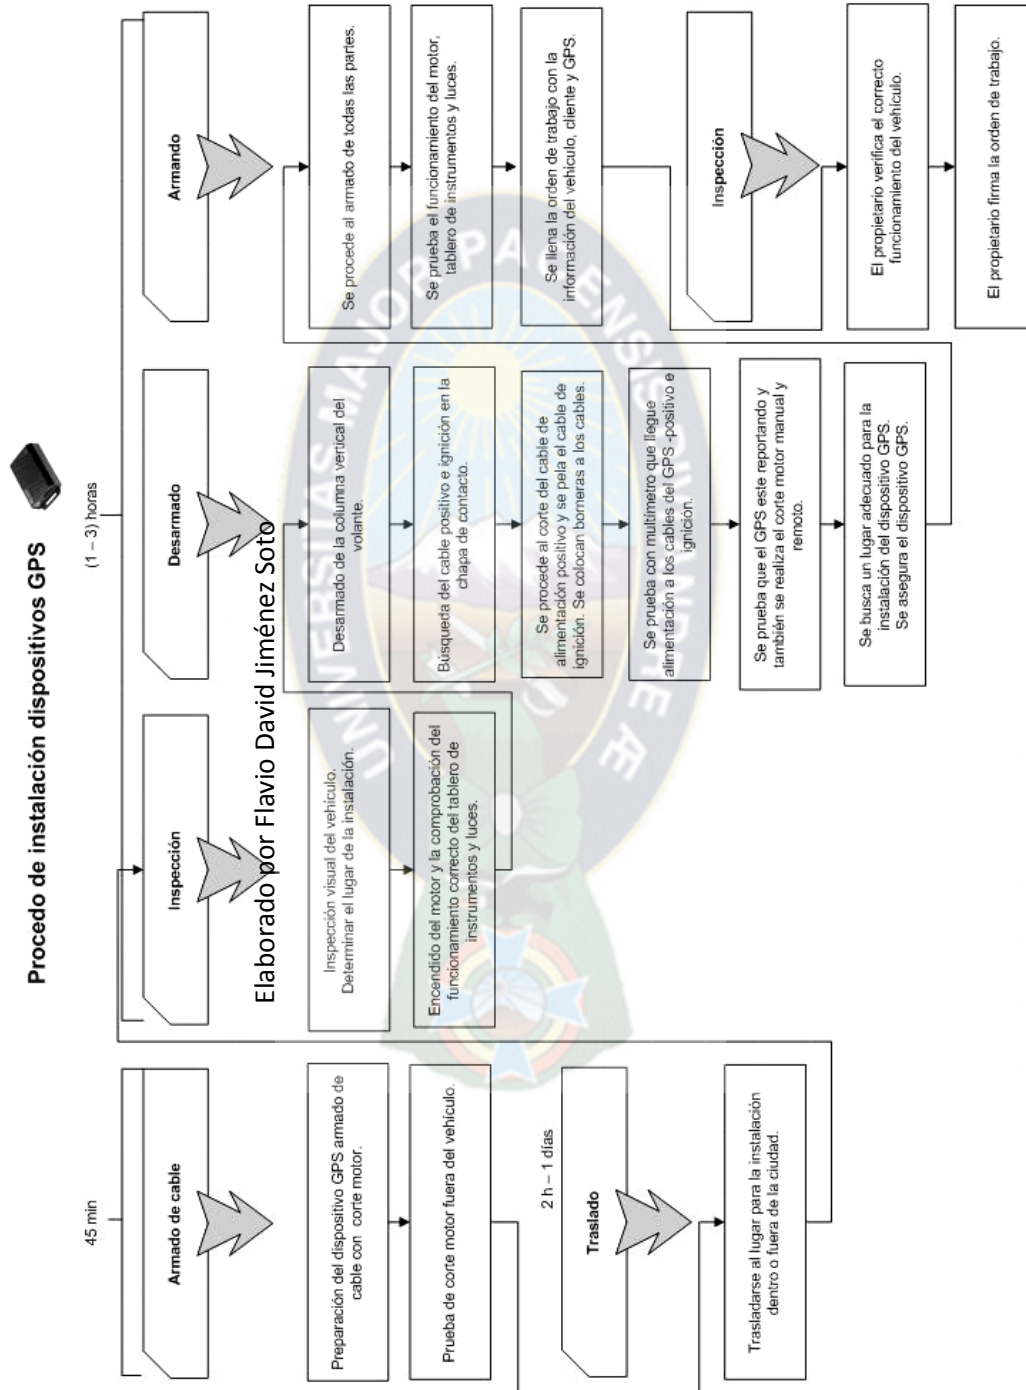 Procedo de instalación dispositivos GPS
45 min
Armado de cable
Preparación del dispositivo GPS armado de
cable con corte motor.
Prueba de corte motor fuera del vehículo.
2 h – 1 días
Traslado
Trasladarse al lugar para la instalación
dentro o fuera de la ciudad.
(1 – 3) horas
Inspección
Elaborado por Flavio David Jiménez Soto
Inspección visual del vehículo,
Determinar el lugar de la instalación.
Encendido del motor y la comprobación del
funcionamiento correcto del tablero de
instrumentos y luces.
Desarmado
Desarmado de la columna vertical del
volante.
Búsqueda del cable positivo e ignición en la
chapa de contacto.
Se procede al corte del cable de
alimentación positivo y se pela el cable de
ignición. Se colocan borneras a los cables.
Se prueba con multímetro que llegue
alimentación a los cables del GPS -positivo e
ignición.
Se prueba que el GPS este reportando y
también se realiza el corte motor manual y
remoto.
Se busca un lugar adecuado para la
instalación del dispositivo GPS.
Se asegura el dispositivo GPS.
Armando
Se procede al armado de todas las partes.
Se prueba el funcionamiento del motor,
tablero de instrumentos y luces.
Se llena la orden de trabajo con la
información del vehículo, cliente y GPS.
Inspección
El propietario verifica el correcto
funcionamiento del vehículo.
El propietario firma la orden de trabajo.
UNIVERSITAS MAJOR PACENSIS DIVI ANDREÆ